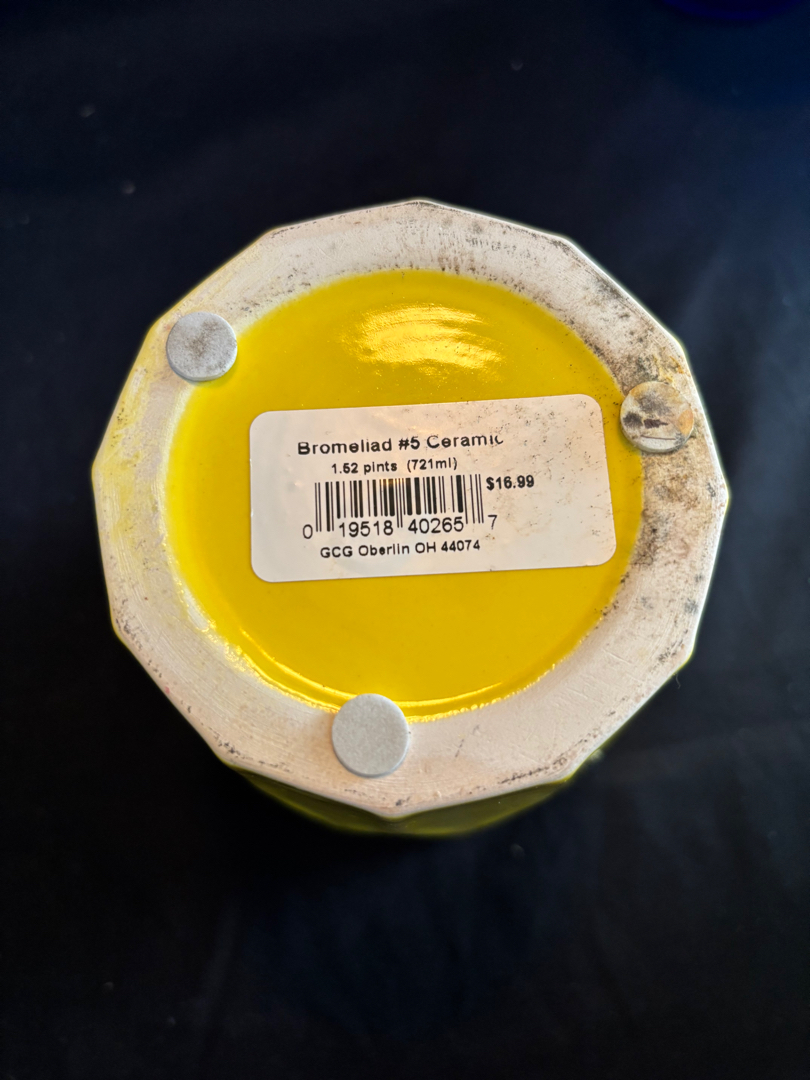 Bromeliad #5 Ceramic
1.52 pints (721ml)
$16.99
0 19518 40265 7
GCG Oberlin OH 44074